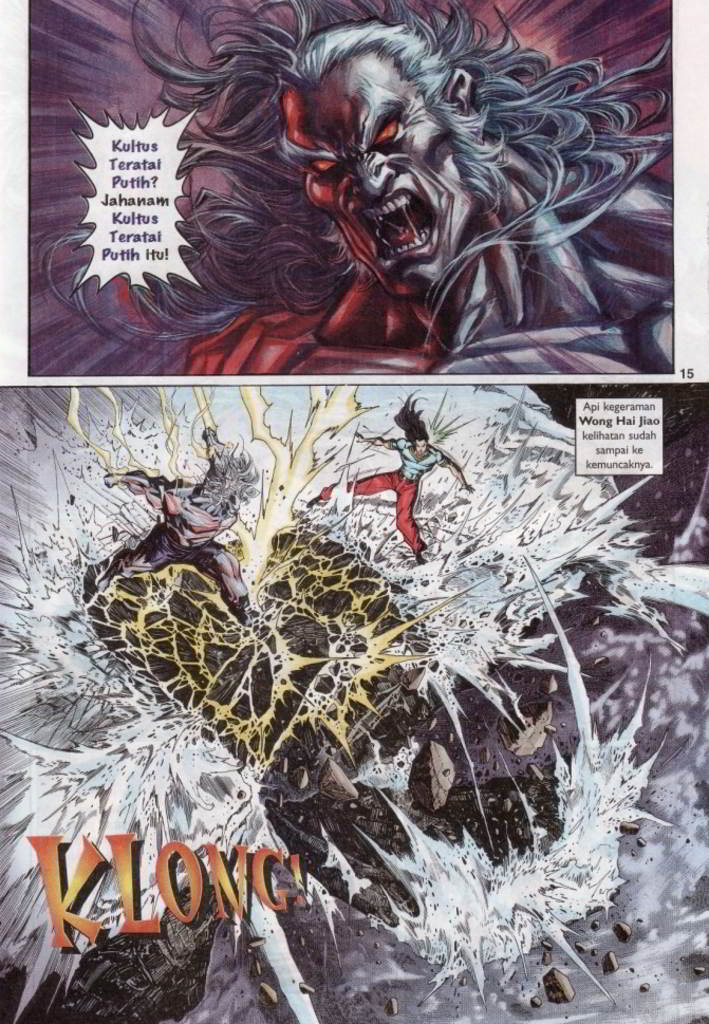 Kultus
Teratai
Putih?
Jahanam
Kultus
Teratai
Putih itu!
15
Api kegeraman
Wong Hai Jiao
kelihatan sudah
sampai ke
kemuncaknya.
KLONG!